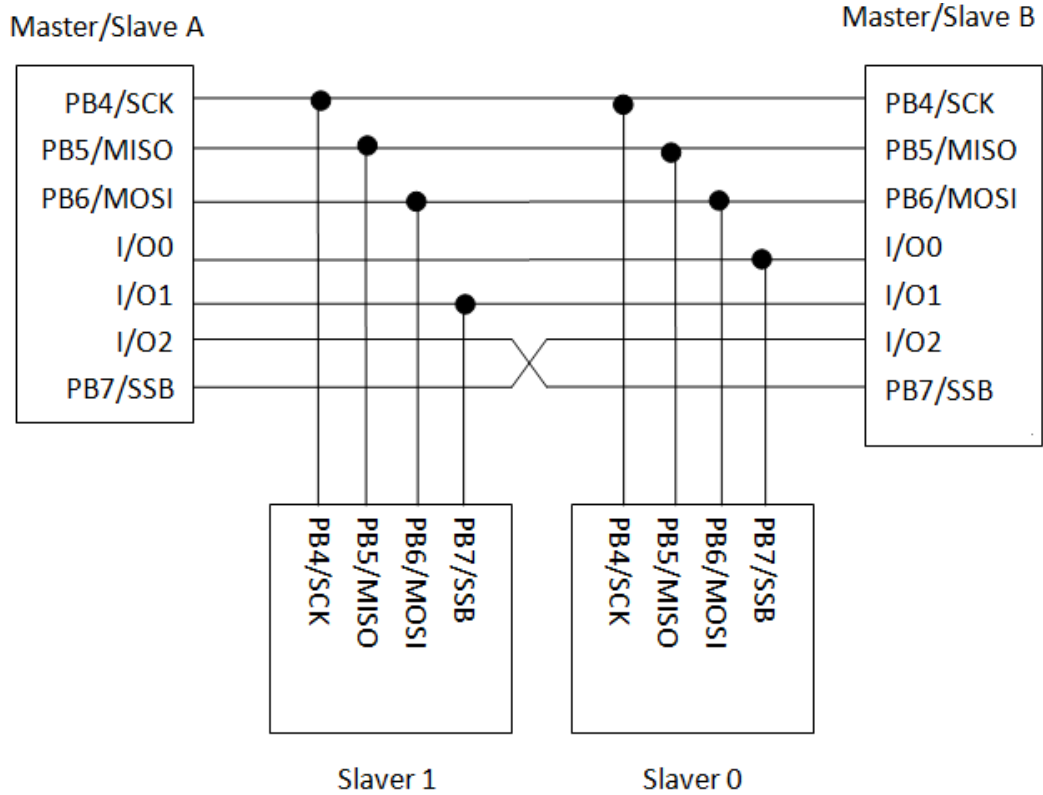 Master/Slave A
Master/Slave B
PB4/SCK
PB5/MISO
PB6/MOSI
I/O0
I/O1
I/O2
PB7/SSB
PB4/SCK
PB5/MISO
PB6/MOSI
I/O0
I/O1
I/O2
PB7/SSB
PB4/SCK
PB5/MISO
PB6/MOSI
PB7/SSB
PB4/SCK
PB5/MISO
PB6/MOSI
PB7/SSB
Slaver 1
Slaver 0